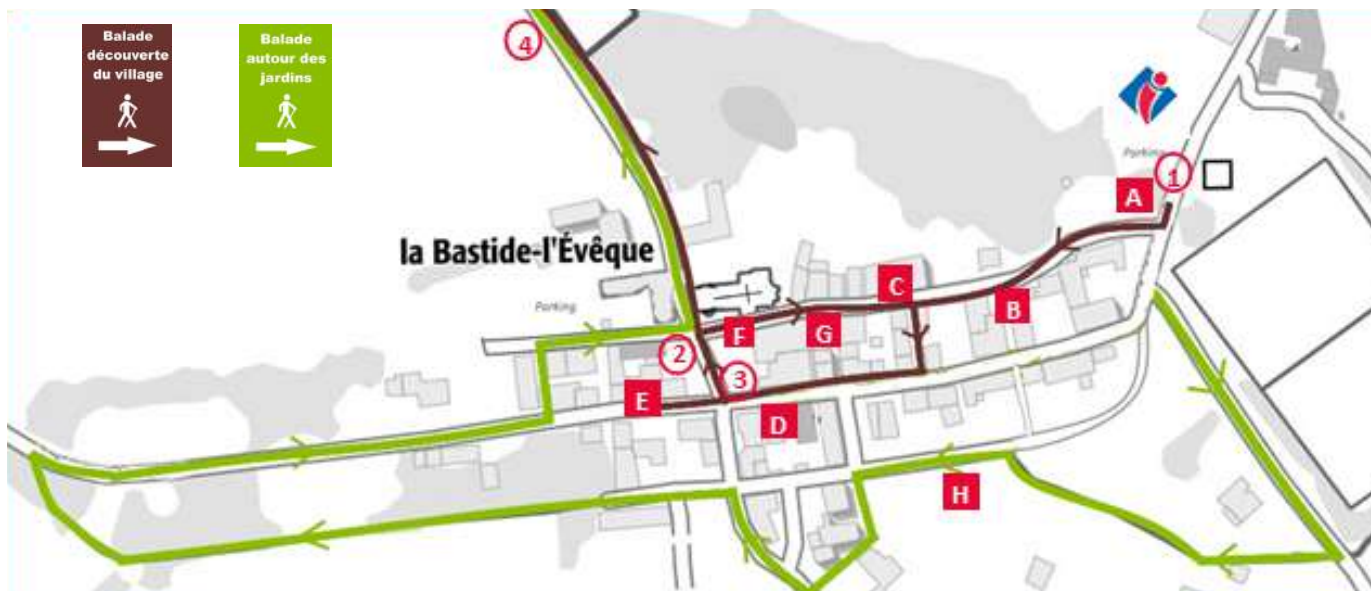 Balade
découverte
du village
Balade
autour des
jardins
4
Parking
1
A
la Bastide-l'Évêque
C
B
Parking
F
G
2
3
E
D
H